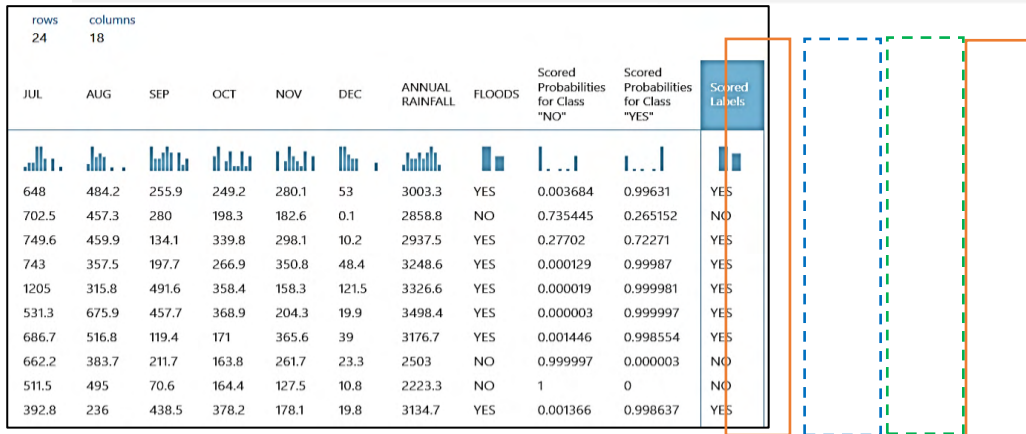 rows columns
24 18
JUL AUG SEP OCT NOV DEC ANNUAL RAINFALL FLOODS Scored Probabilities for Class "NO" Scored Probabilities for Class "YES" Scored Labels
648 484.2 255.9 249.2 280.1 53 3003.3 YES 0.003684 0.99631 YES
702.5 457.3 280 198.3 182.6 0.1 2858.8 NO 0.735445 0.265152 NO
749.6 459.9 134.1 339.8 298.1 10.2 2937.5 YES 0.27702 0.72271 YES
743 357.5 197.7 266.9 350.8 48.4 3248.6 YES 0.000129 0.99987 YES
1205 315.8 491.6 358.4 158.3 121.5 3326.6 YES 0.000019 0.999981 YES
531.3 675.9 457.7 368.9 204.3 19.9 3498.4 YES 0.000003 0.999997 YES
686.7 516.8 119.4 171 365.6 39 3176.7 YES 0.001446 0.998554 YES
662.2 383.7 211.7 163.8 261.7 23.3 2503 NO 0.999997 0.000003 NO
511.5 495 70.6 164.4 127.5 10.8 2223.3 NO 1 0 NO
392.8 236 438.5 378.2 178.1 19.8 3134.7 YES 0.001366 0.998637 YES